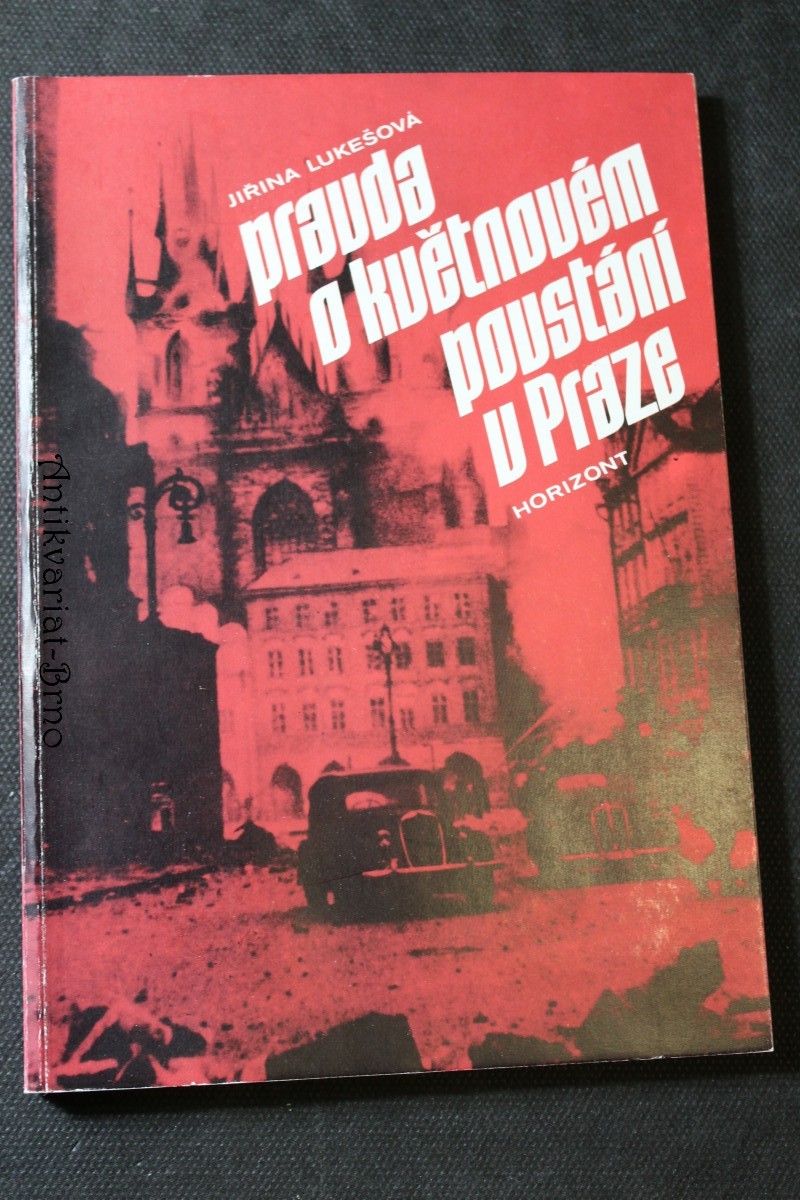 JIŘINA LUKEŠOVÁ
pravda
o květnovém
povstání
v Praze
HORIZONT
Antikvariat-Brno